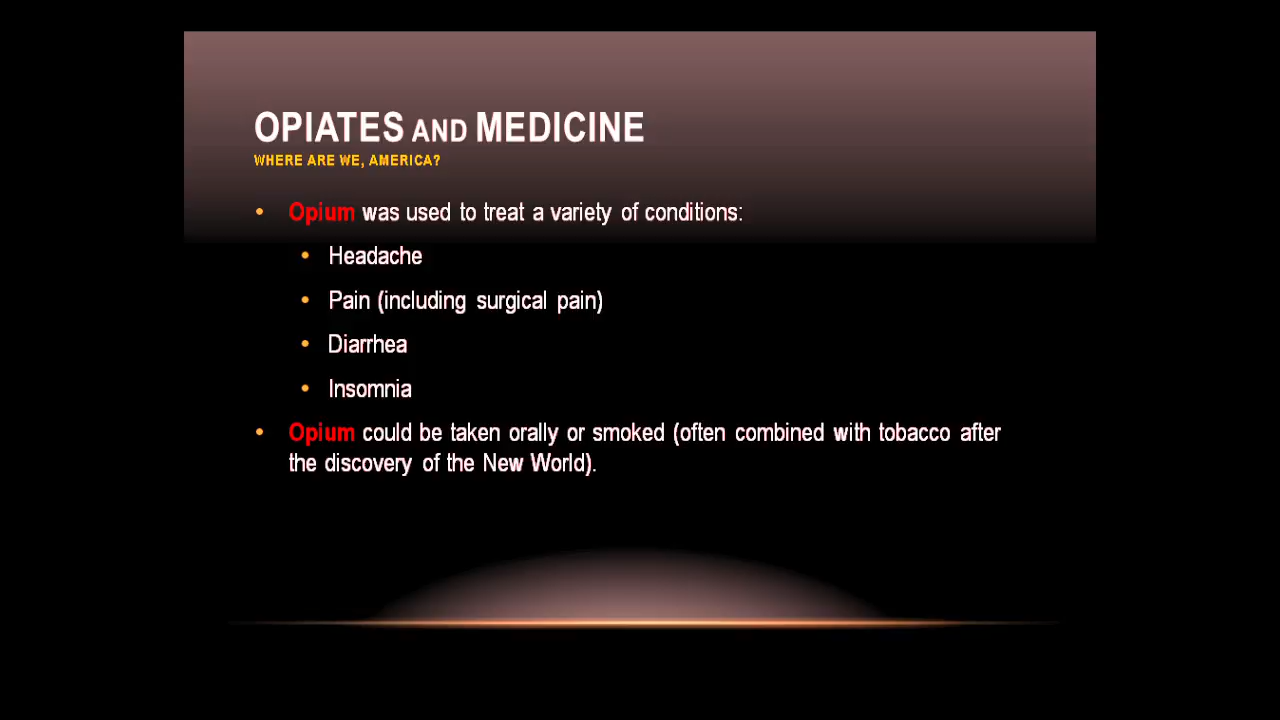 OPIATES AND MEDICINE
WHERE ARE WE, AMERICA?
• Opium was used to treat a variety of conditions:
• Headache
• Pain (including surgical pain)
• Diarrhea
• Insomnia
• Opium could be taken orally or smoked (often combined with tobacco after
the discovery of the New World).